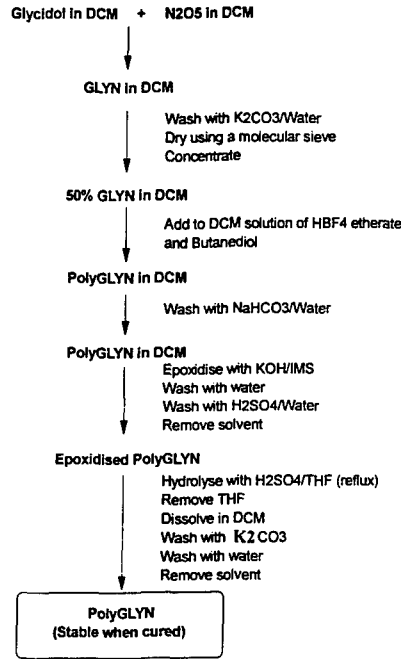 Glycidol in DCM + N2O5 in DCM
GLYN in DCM
Wash with K2CO3/Water
Dry using a molecular sieve
Concentrate
50% GLYN in DCM
Add to DCM solution of HBF4 etherate
and Butanediol
PolyGLYN in DCM
Wash with NaHCO3/Water
PolyGLYN in DCM
Epoxidise with KOH/IMS
Wash with water
Wash with H2SO4/Water
Remove solvent
Epoxidised PolyGLYN
Hydrolyse with H2SO4/THF (reflux)
Remove THF
Dissolve in DCM
Wash with K2CO3
Wash with water
Remove solvent
PolyGLYN
(Stable when cured)